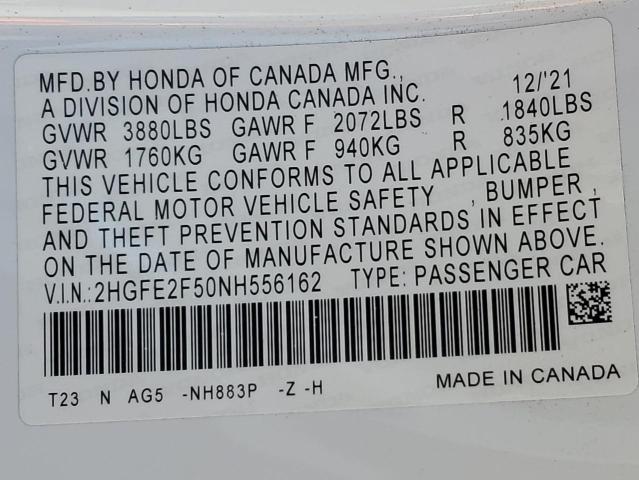 MFD.BY HONDA OF CANADA MFG.,
A DIVISION OF HONDA CANADA INC. 12/'21
GVWR 3880LBS GAWR F 2072LBS R 1840LBS
GVWR 1760KG GAWR F 940KG R 835KG
THIS VEHICLE CONFORMS TO ALL APPLICABLE
FEDERAL MOTOR VEHICLE SAFETY , BUMPER ,
AND THEFT PREVENTION STANDARDS IN EFFECT
ON THE DATE OF MANUFACTURE SHOWN ABOVE.
V.I.N.:2HGFE2F50NH556162 TYPE: PASSENGER CAR
T23 N AG5 -NH883P -Z -H MADE IN CANADA